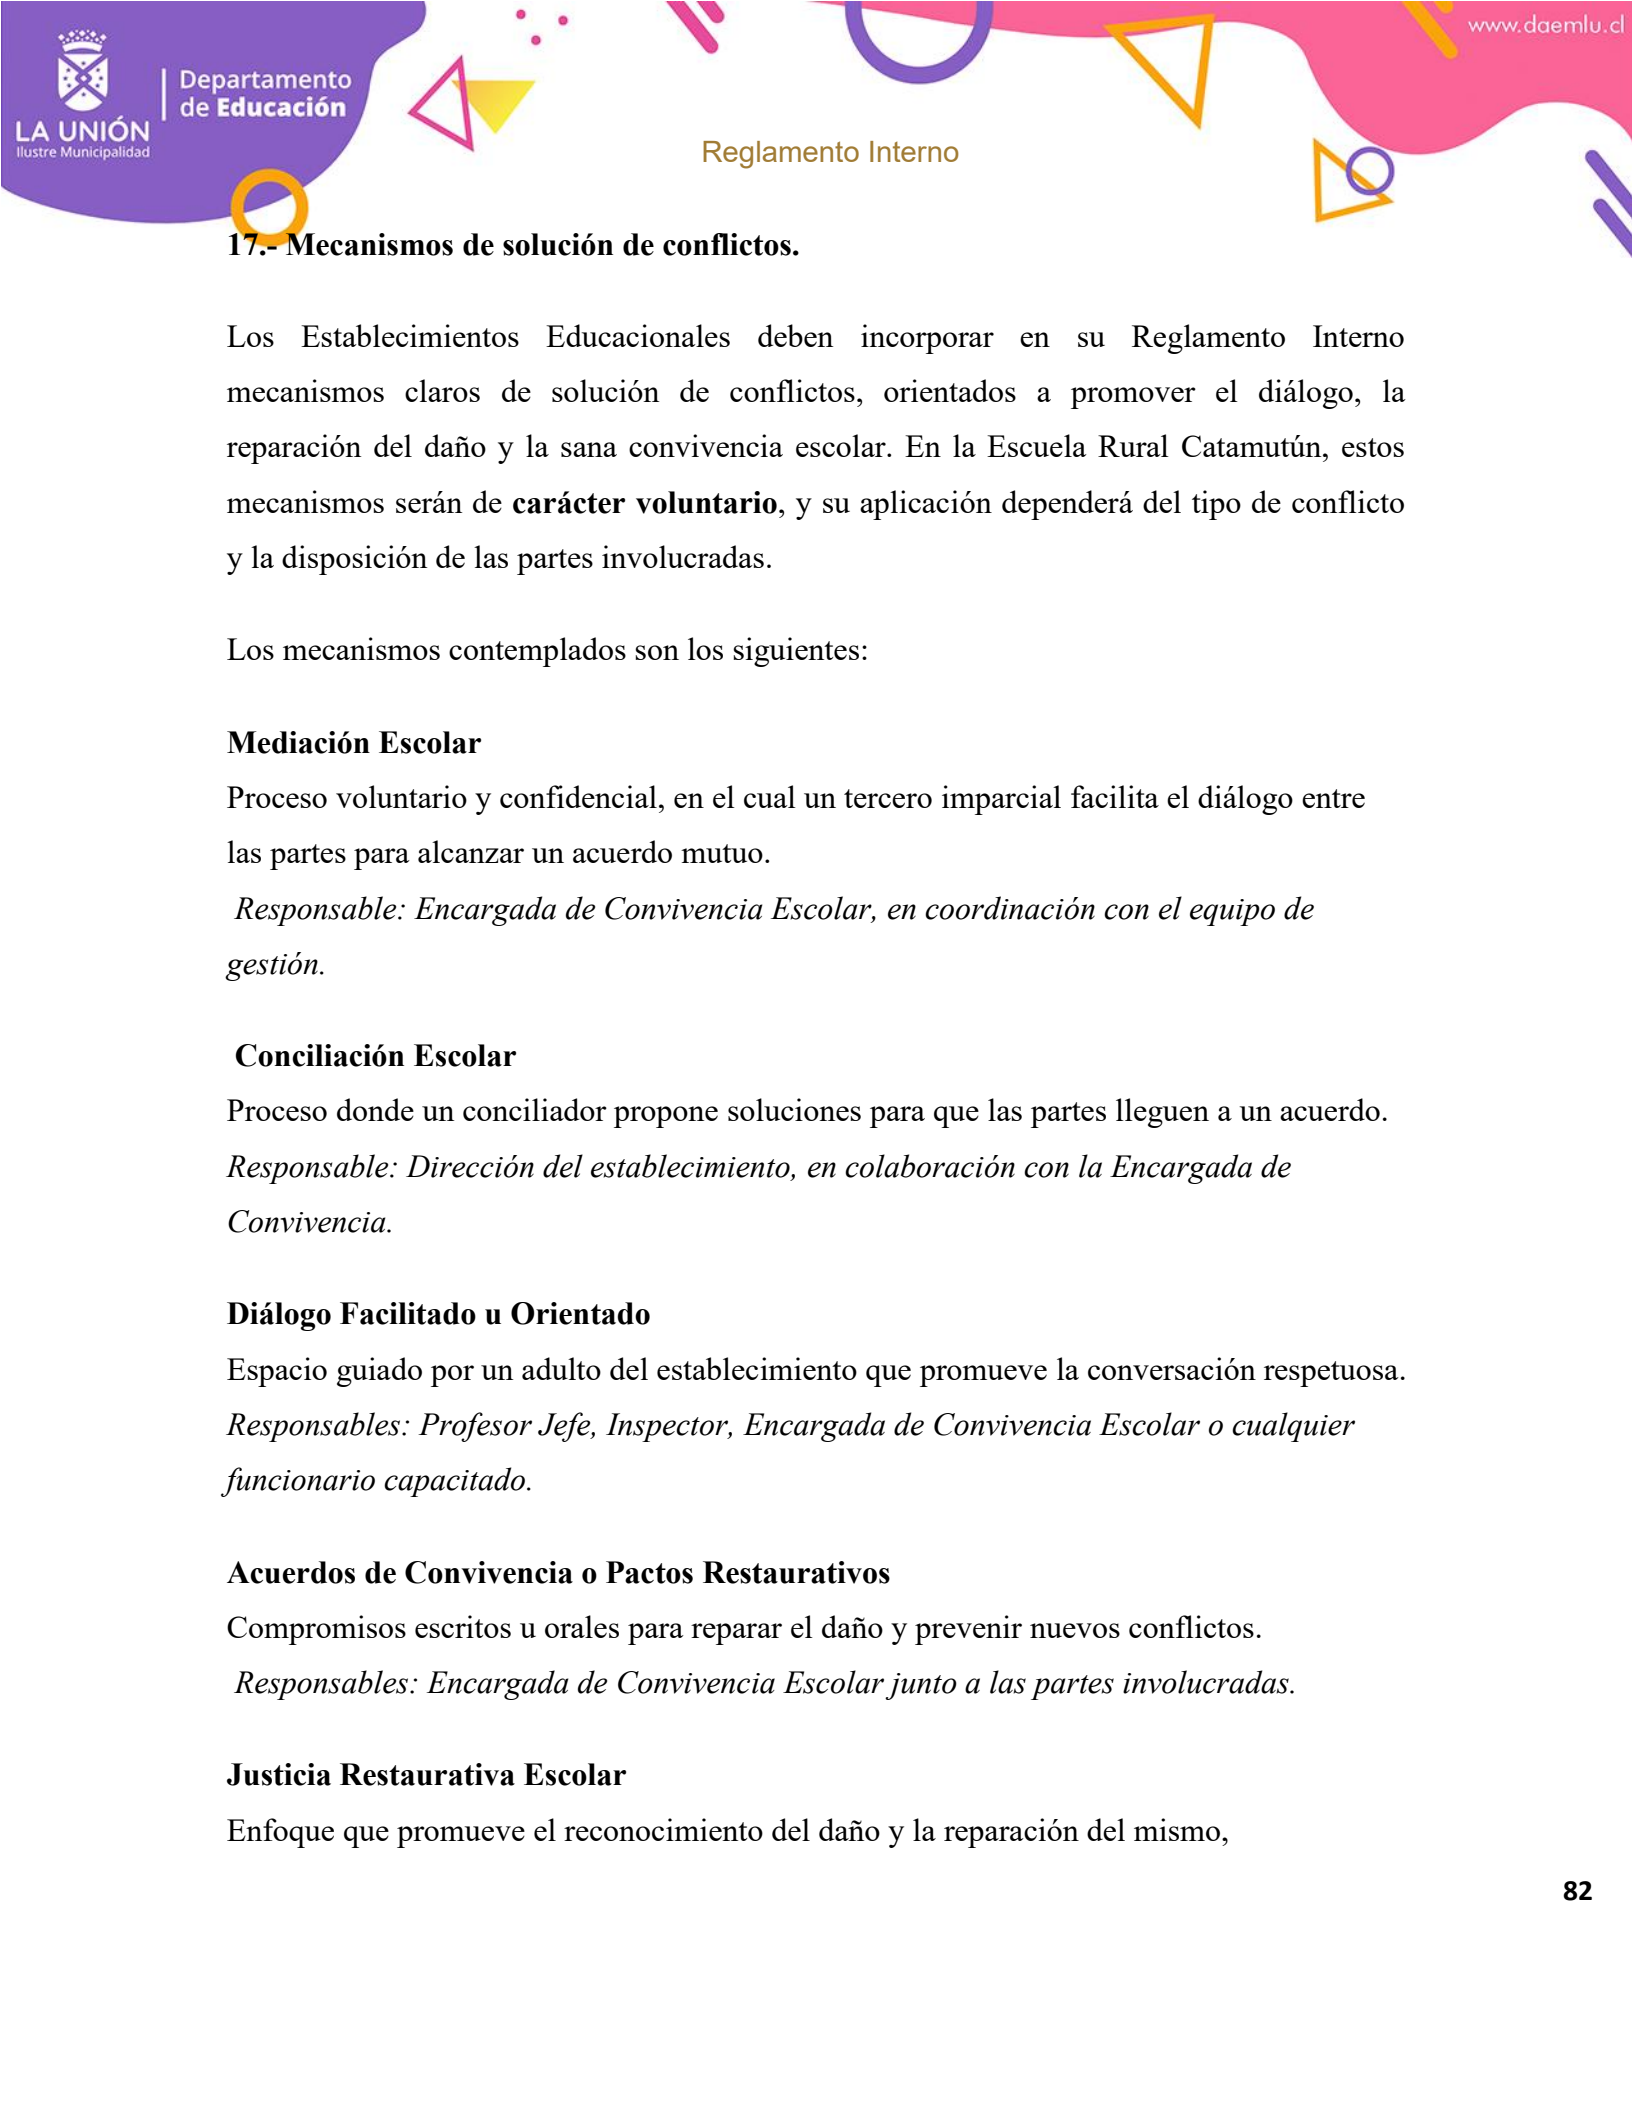 www.daemlu.cl
Departamento
de Educación
LA UNIÓN
Ilustre Municipalidad
Reglamento Interno
17.- Mecanismos de solución de conflictos.
Los Establecimientos Educacionales deben incorporar en su Reglamento Interno
mecanismos claros de solución de conflictos, orientados a promover el diálogo, la
reparación del daño y la sana convivencia escolar. En la Escuela Rural Catamutún, estos
mecanismos serán de carácter voluntario, y su aplicación dependerá del tipo de conflicto
y la disposición de las partes involucradas.
Los mecanismos contemplados son los siguientes:
Mediación Escolar
Proceso voluntario y confidencial, en el cual un tercero imparcial facilita el diálogo entre
las partes para alcanzar un acuerdo mutuo.
Responsable: Encargada de Convivencia Escolar, en coordinación con el equipo de
gestión.
Conciliación Escolar
Proceso donde un conciliador propone soluciones para que las partes lleguen a un acuerdo.
Responsable: Dirección del establecimiento, en colaboración con la Encargada de
Convivencia.
Diálogo Facilitado u Orientado
Espacio guiado por un adulto del establecimiento que promueve la conversación respetuosa.
Responsables: Profesor Jefe, Inspector, Encargada de Convivencia Escolar o cualquier
funcionario capacitado.
Acuerdos de Convivencia o Pactos Restaurativos
Compromisos escritos u orales para reparar el daño y prevenir nuevos conflictos.
Responsables: Encargada de Convivencia Escolar junto a las partes involucradas.
Justicia Restaurativa Escolar
Enfoque que promueve el reconocimiento del daño y la reparación del mismo,
82